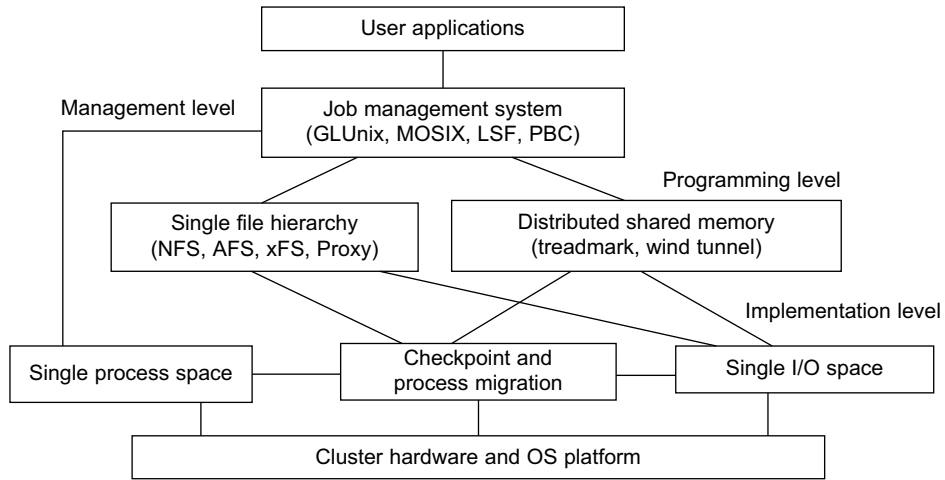 User applications
Management level
Job management system
(GLUnix, MOSIX, LSF, PBC)
Programming level
Single file hierarchy
(NFS, AFS, xFS, Proxy)
Distributed shared memory
(treadmark, wind tunnel)
Implementation level
Single process space
Checkpoint and
process migration
Single I/O space
Cluster hardware and OS platform